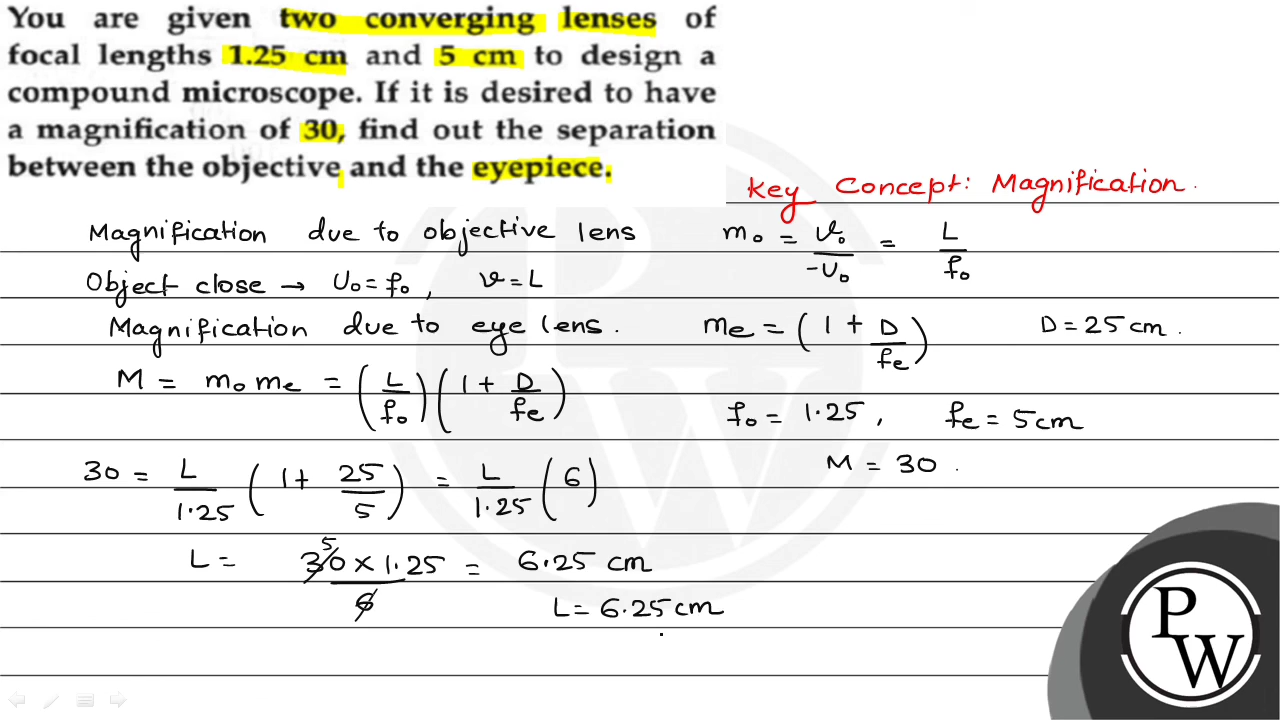 You are given two converging lenses of
focal lengths 1.25 cm and 5 cm to design a
compound microscope. If it is desired to have
a magnification of 30, find out the separation
between the objective and the eyepiece.
Key Concept: Magnification.
Magnification due to objective lens m₀ = v₀/-u₀ = L/f₀
Object close → u₀ = f₀, v = L
Magnification due to eye lens. me = (1 + D/fe) D = 25 cm.
M = m₀ me = (L/f₀)(1 + D/fe)
f₀ = 1.25, fe = 5cm
30 = L/1.25 (1 + 25/5) = L/1.25 (6)
M = 30.
L = 30 5 × 1.25/6 = 6.25 cm
L = 6.25 cm
P
W